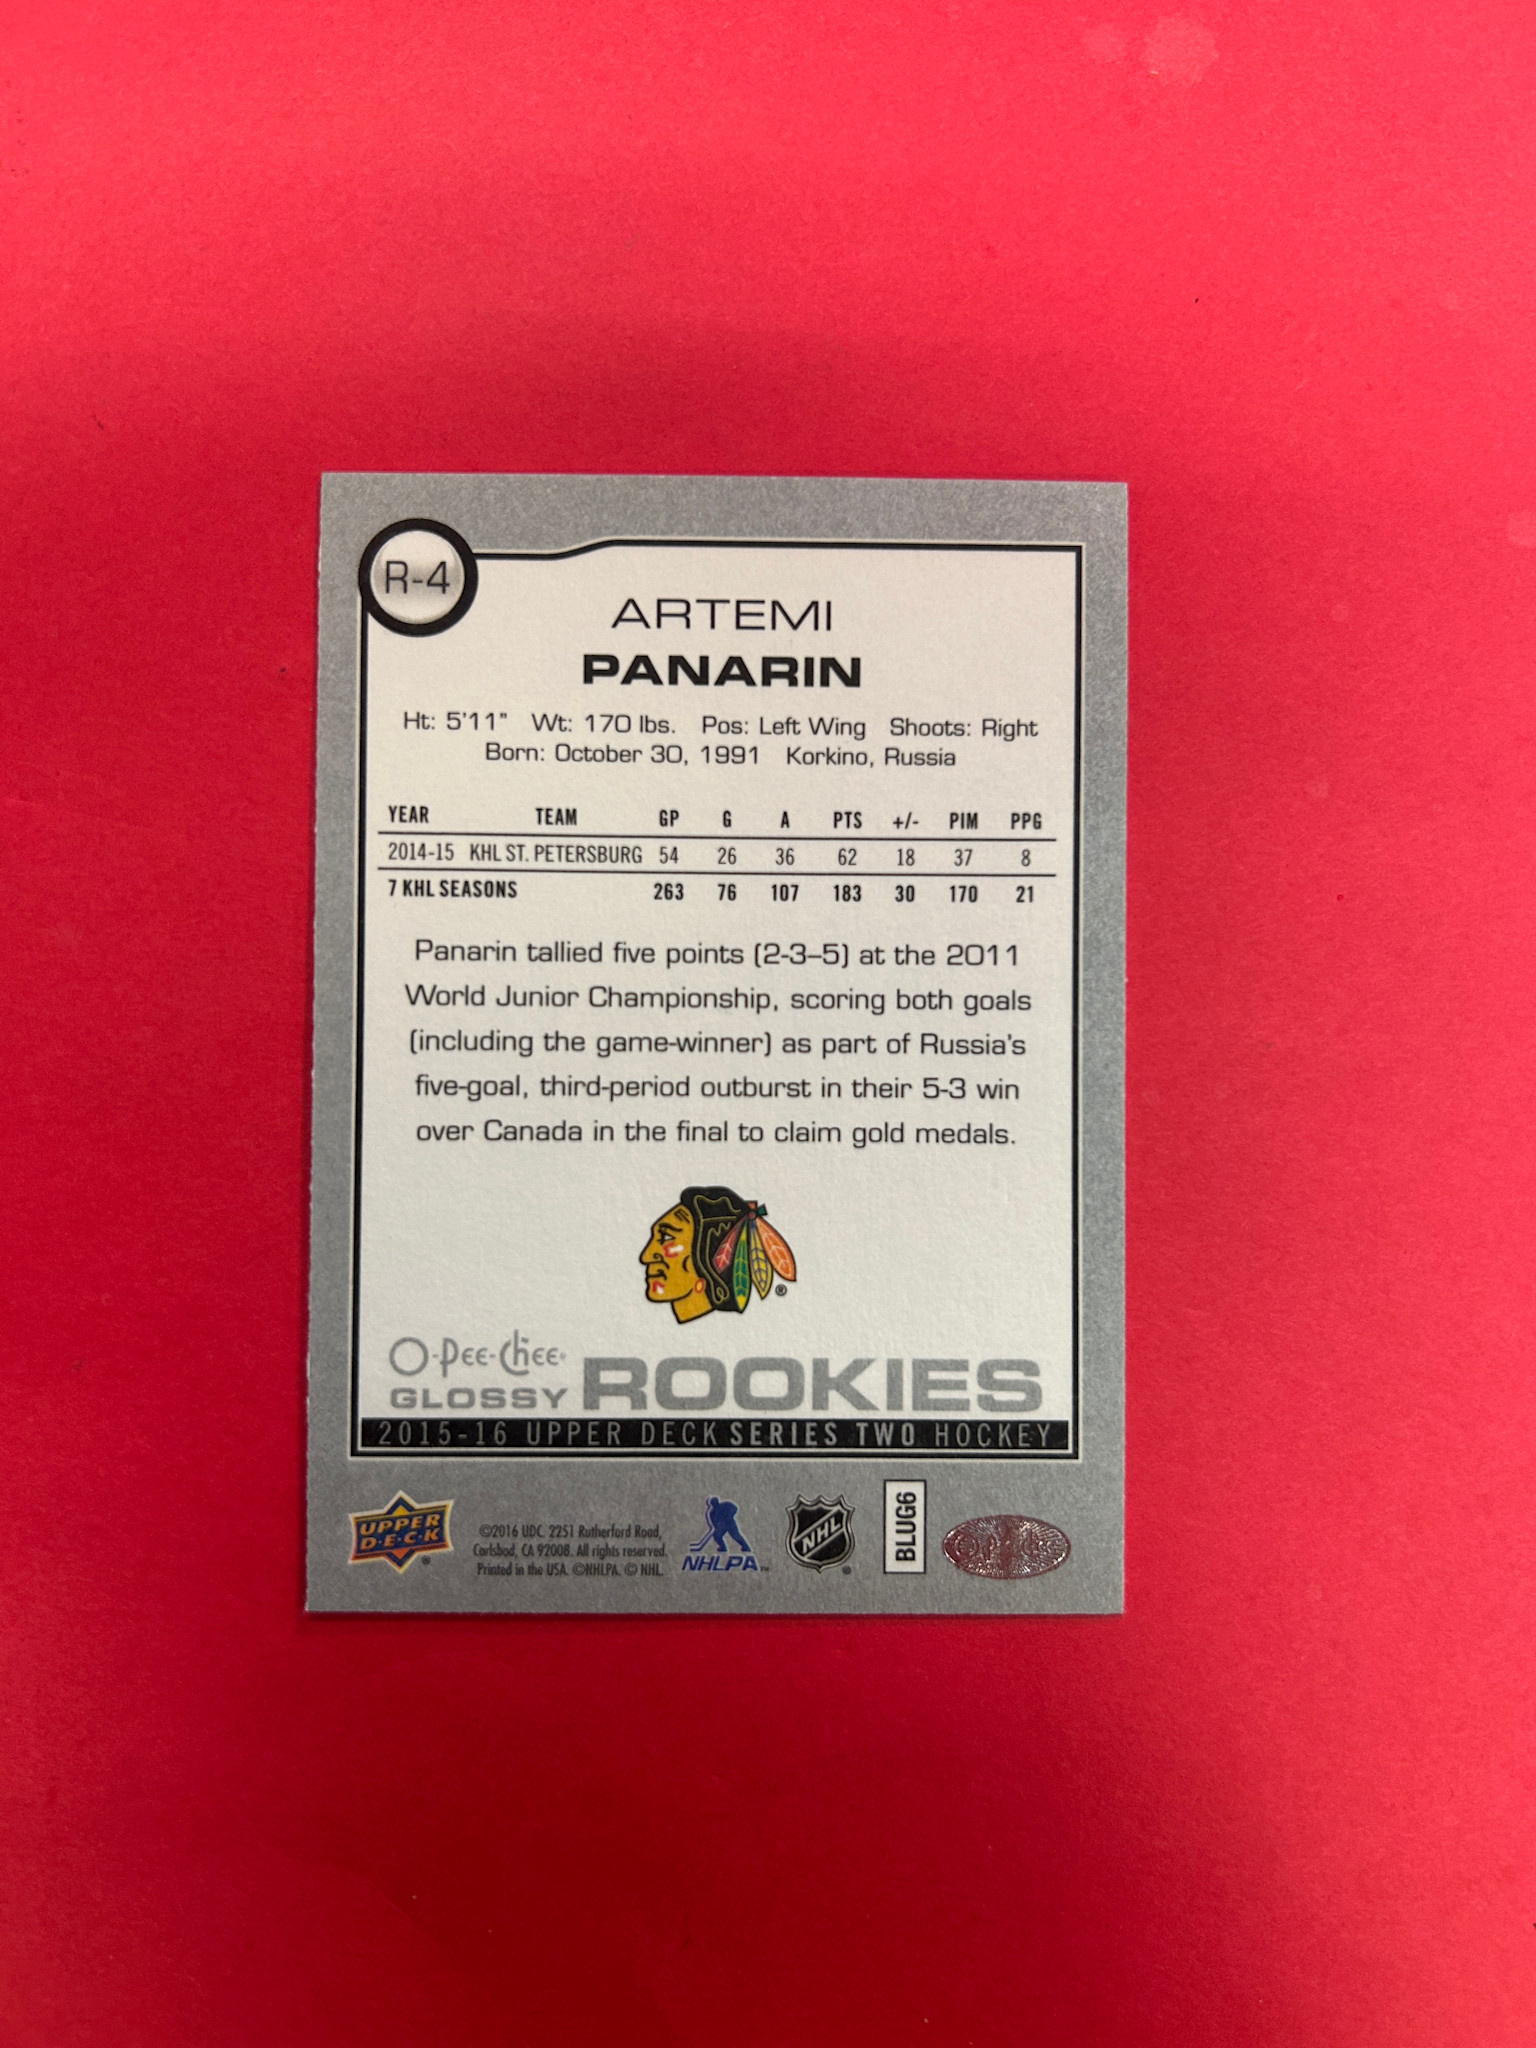 R-4
ARTEMI
PANARIN
Ht: 5'11" Wt: 170 lbs. Pos: Left Wing Shoots: Right
Born: October 30, 1991 Korkino, Russia
YEAR TEAM GP G A PTS +/- PIM PPG
2014-15 KHL ST. PETERSBURG 54 26 36 62 18 37 8
7 KHL SEASONS 263 76 107 183 30 170 21
Panarin tallied five points (2-3–5) at the 2011
World Junior Championship, scoring both goals
(including the game-winner) as part of Russia's
five-goal, third-period outburst in their 5-3 win
over Canada in the final to claim gold medals.
®
O-Pee-Chee®
GLOSSY ROOKIES
2015-16 UPPER DECK SERIES TWO HOCKEY
UPPER
D·E·C·K
®
©2016 UDC. 2251 Rutherford Road,
Carlsbad, CA 92008. All rights reserved.
Printed in the USA. ©NHLPA. © NHL.
NHLPA™
NHL
®
BLUG6